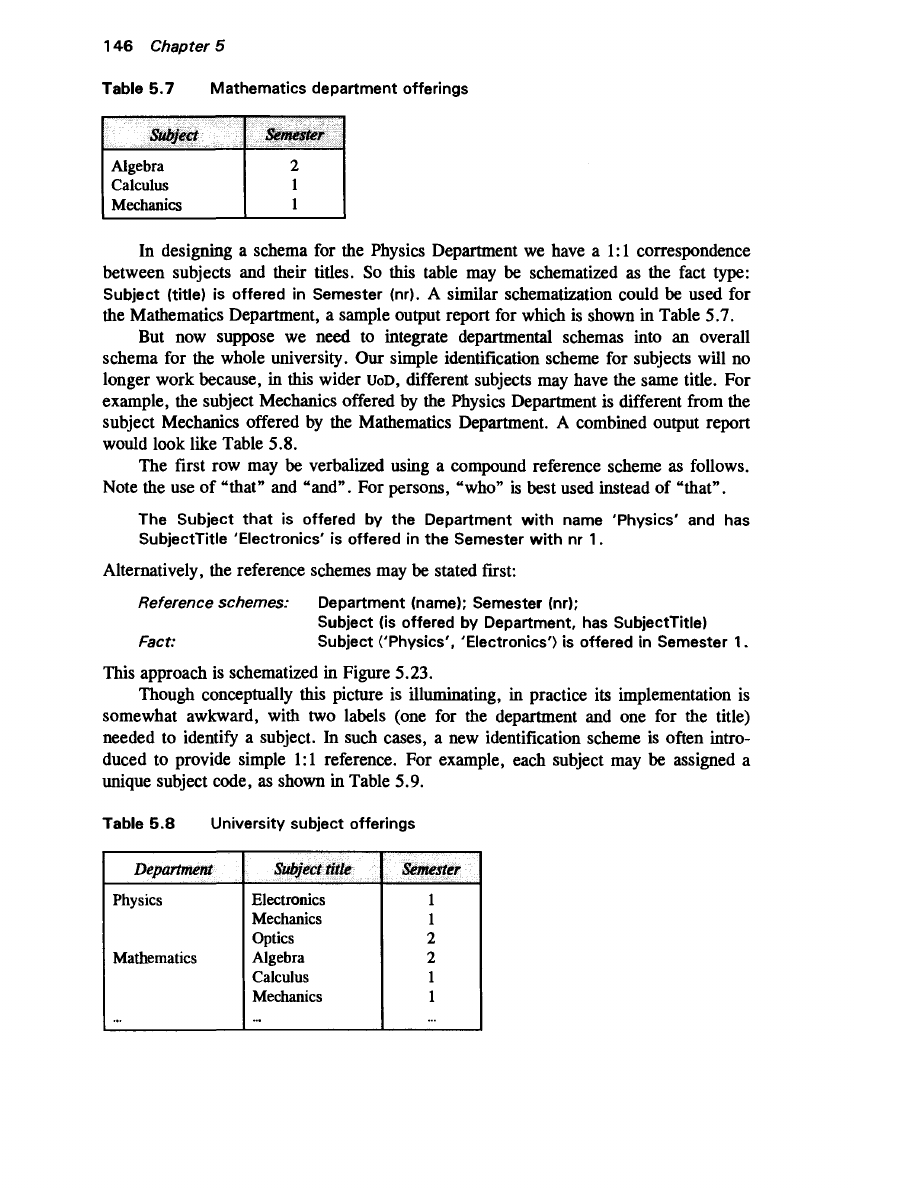 146 Chapter 5
Table 5.7 Mathematics department offerings
Subject Semester
Algebra 2
Calculus 1
Mechanics 1
In designing a schema for the Physics Department we have a 1:1 correspondence
between subjects and their titles. So this table may be schematized as the fact type:
Subject (title) is offered in Semester (nr). A similar schematization could be used for
the Mathematics Department, a sample output report for which is shown in Table 5.7.
But now suppose we need to integrate departmental schemas into an overall
schema for the whole university. Our simple identification scheme for subjects will no
longer work because, in this wider UoD, different subjects may have the same title. For
example, the subject Mechanics offered by the Physics Department is different from the
subject Mechanics offered by the Mathematics Department. A combined output report
would look like Table 5.8.
The first row may be verbalized using a compound reference scheme as follows.
Note the use of “that” and “and”. For persons, “who” is best used instead of “that”.
The Subject that is offered by the Department with name 'Physics' and has
SubjectTitle 'Electronics' is offered in the Semester with nr 1.
Alternatively, the reference schemes may be stated first:
Reference schemes: Department (name); Semester (nr);
Subject (is offered by Department, has SubjectTitle)
Fact: Subject ('Physics', 'Electronics') is offered in Semester 1.
This approach is schematized in Figure 5.23.
Though conceptually this picture is illuminating, in practice its implementation is
somewhat awkward, with two labels (one for the department and one for the title)
needed to identify a subject. In such cases, a new identification scheme is often intro-
duced to provide simple 1:1 reference. For example, each subject may be assigned a
unique subject code, as shown in Table 5.9.
Table 5.8 University subject offerings
Department Subject title Semester
Physics Electronics 1
Mechanics 1
Optics 2
Mathematics Algebra 2
Calculus 1
Mechanics 1
... ... ...